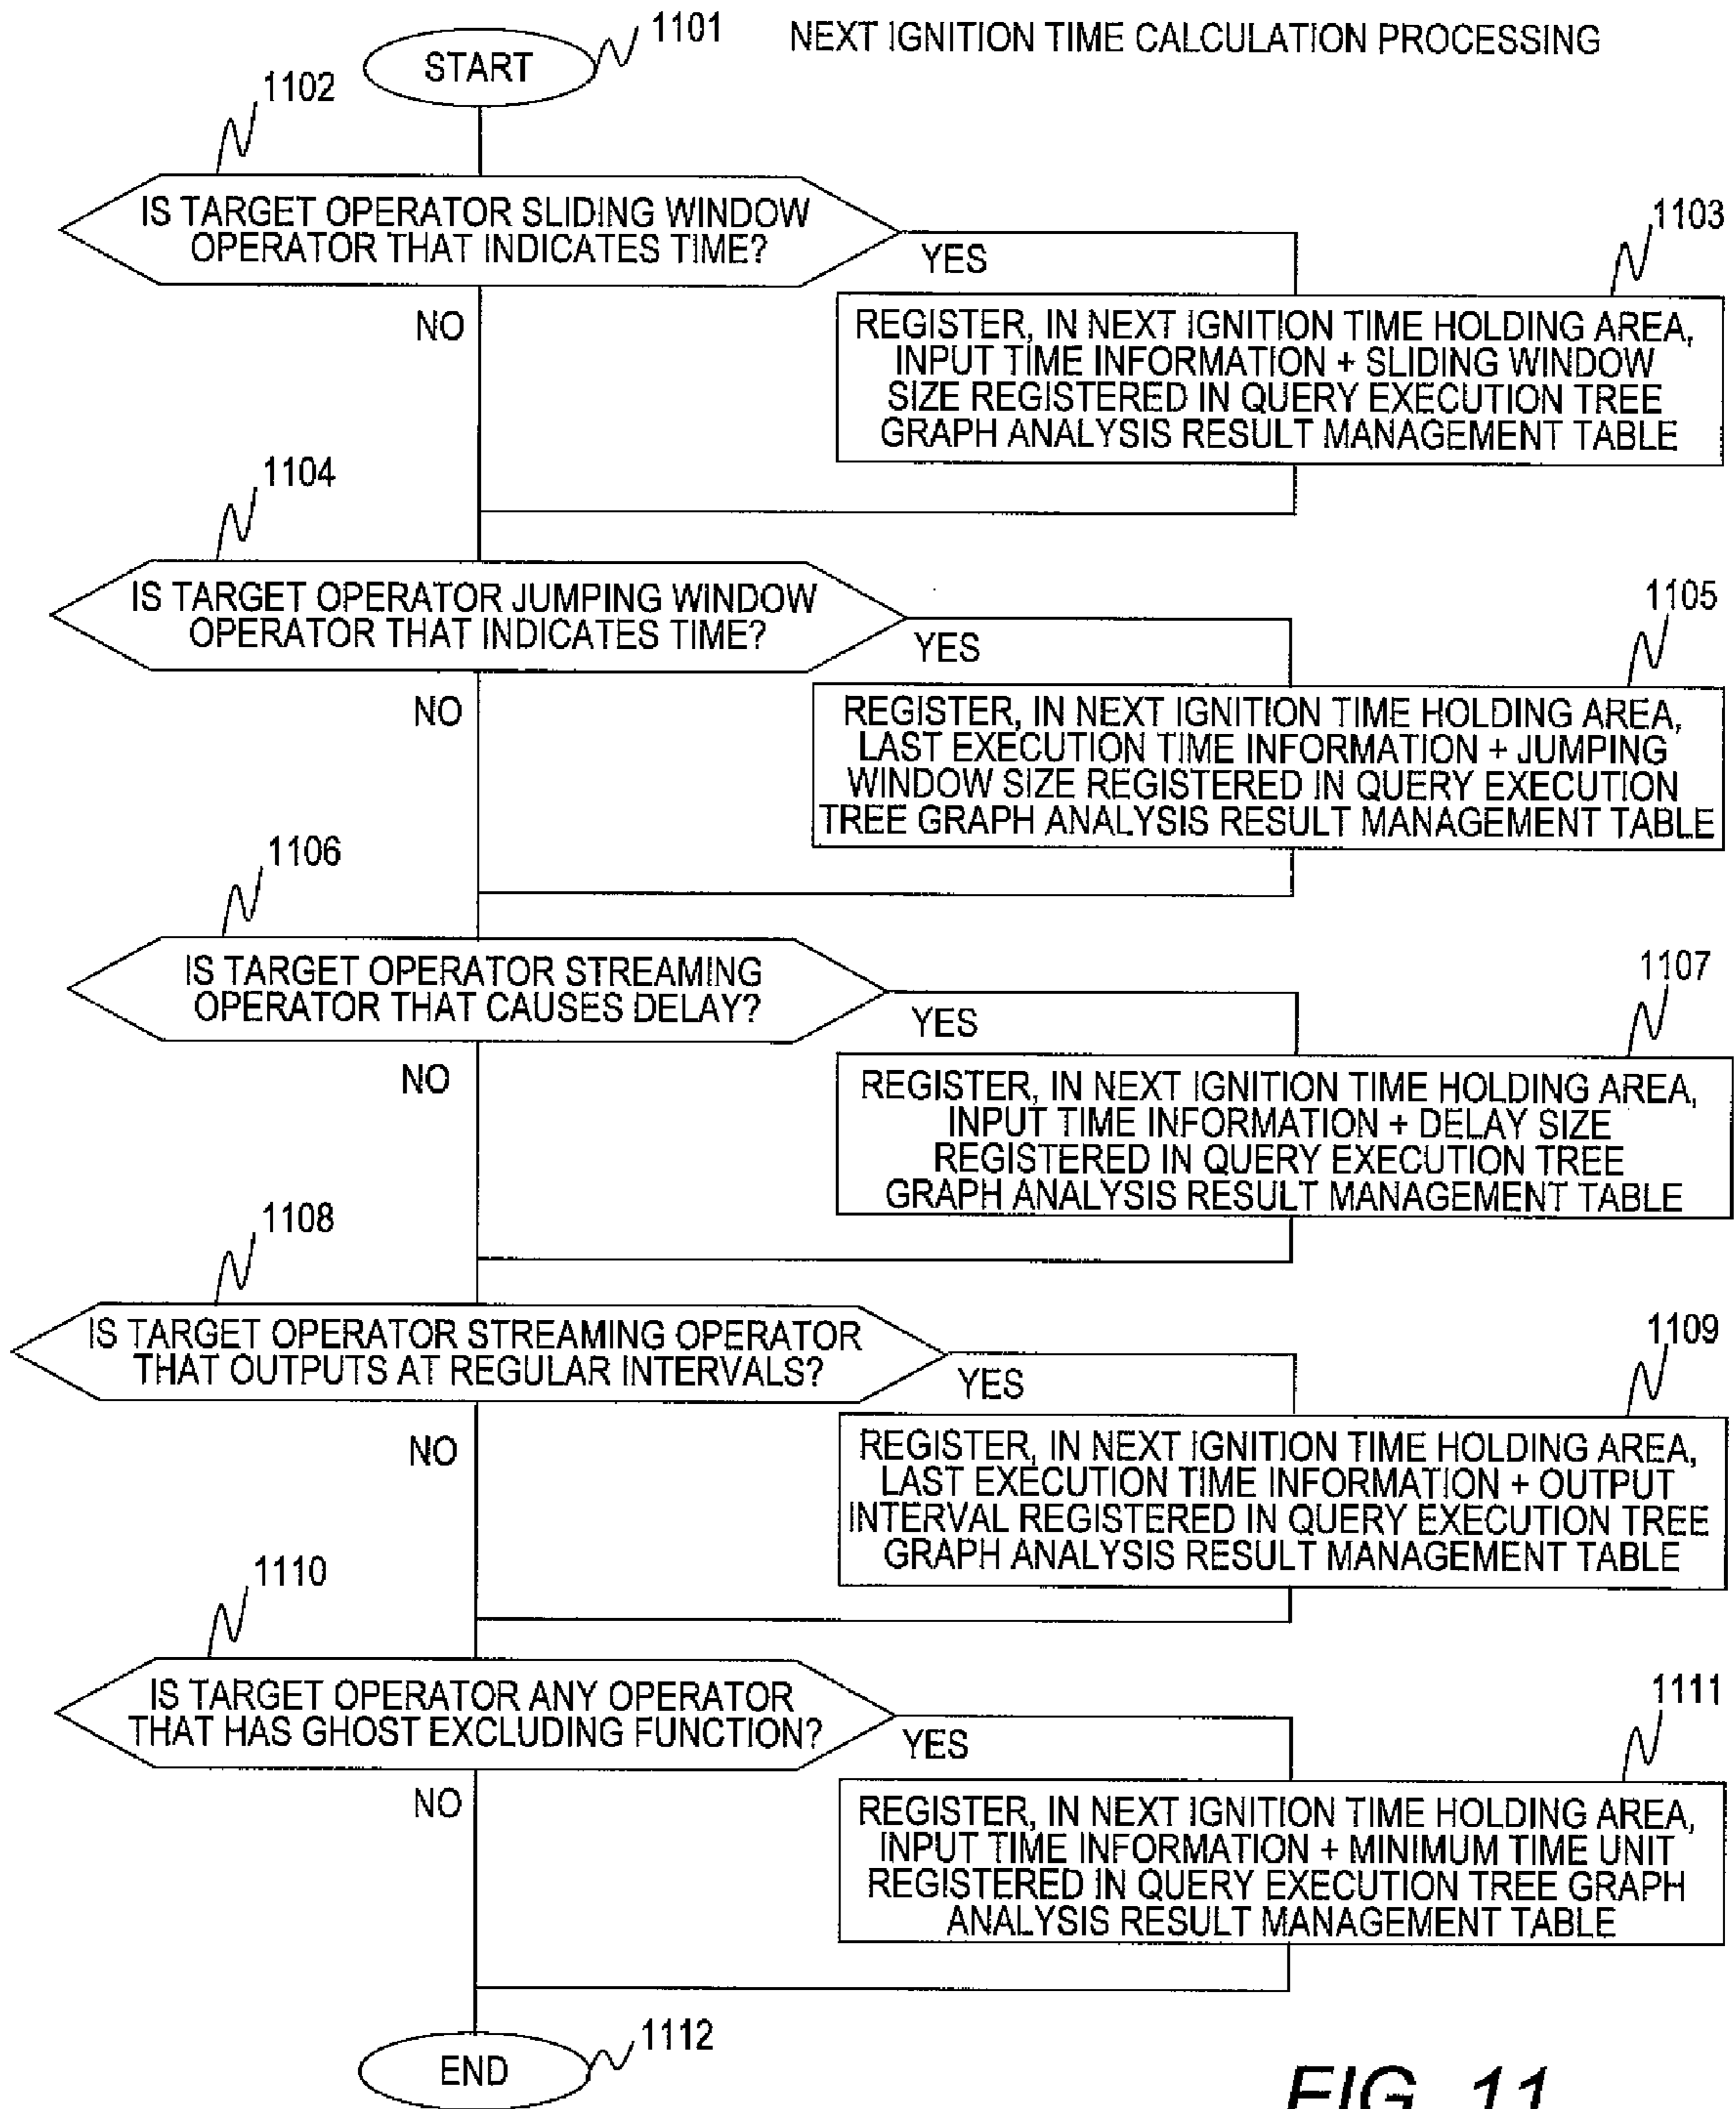 1101
NEXT IGNITION TIME CALCULATION PROCESSING
START
1102
IS TARGET OPERATOR SLIDING WINDOW
OPERATOR THAT INDICATES TIME?
YES
NO
1103
REGISTER, IN NEXT IGNITION TIME HOLDING AREA,
INPUT TIME INFORMATION + SLIDING WINDOW
SIZE REGISTERED IN QUERY EXECUTION TREE
GRAPH ANALYSIS RESULT MANAGEMENT TABLE
1104
IS TARGET OPERATOR JUMPING WINDOW
OPERATOR THAT INDICATES TIME?
YES
NO
1105
REGISTER, IN NEXT IGNITION TIME HOLDING AREA,
LAST EXECUTION TIME INFORMATION + JUMPING
WINDOW SIZE REGISTERED IN QUERY EXECUTION
TREE GRAPH ANALYSIS RESULT MANAGEMENT TABLE
1106
IS TARGET OPERATOR STREAMING
OPERATOR THAT CAUSES DELAY?
YES
NO
1107
REGISTER, IN NEXT IGNITION TIME HOLDING AREA,
INPUT TIME INFORMATION + DELAY SIZE
REGISTERED IN QUERY EXECUTION TREE
GRAPH ANALYSIS RESULT MANAGEMENT TABLE
1108
IS TARGET OPERATOR STREAMING OPERATOR
THAT OUTPUTS AT REGULAR INTERVALS?
YES
NO
1109
REGISTER, IN NEXT IGNITION TIME HOLDING AREA,
LAST EXECUTION TIME INFORMATION + OUTPUT
INTERVAL REGISTERED IN QUERY EXECUTION TREE
GRAPH ANALYSIS RESULT MANAGEMENT TABLE
1110
IS TARGET OPERATOR ANY OPERATOR
THAT HAS GHOST EXCLUDING FUNCTION?
YES
NO
1111
REGISTER, IN NEXT IGNITION TIME HOLDING AREA,
INPUT TIME INFORMATION + MINIMUM TIME UNIT
REGISTERED IN QUERY EXECUTION TREE GRAPH
ANALYSIS RESULT MANAGEMENT TABLE
END
1112
FIG. 11